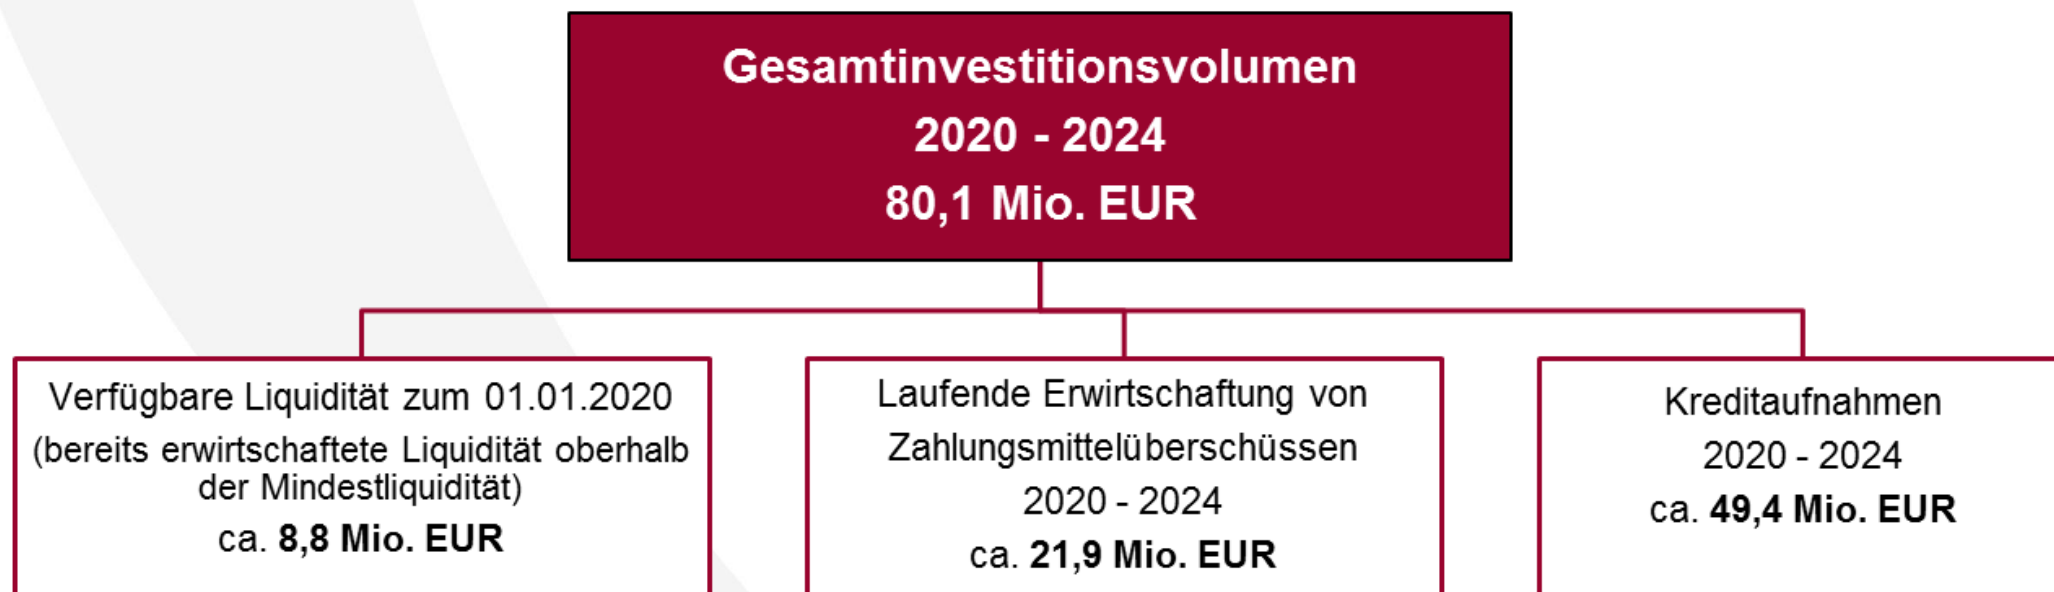 Gesamtinvestitionsvolumen
2020 - 2024
80,1 Mio. EUR
Verfügbare Liquidität zum 01.01.2020
(bereits erwirtschaftete Liquidität oberhalb
der Mindestliquidität)
ca. 8,8 Mio. EUR
Laufende Erwirtschaftung von
Zahlungsmittelüberschüssen
2020 - 2024
ca. 21,9 Mio. EUR
Kreditaufnahmen
2020 - 2024
ca. 49,4 Mio. EUR